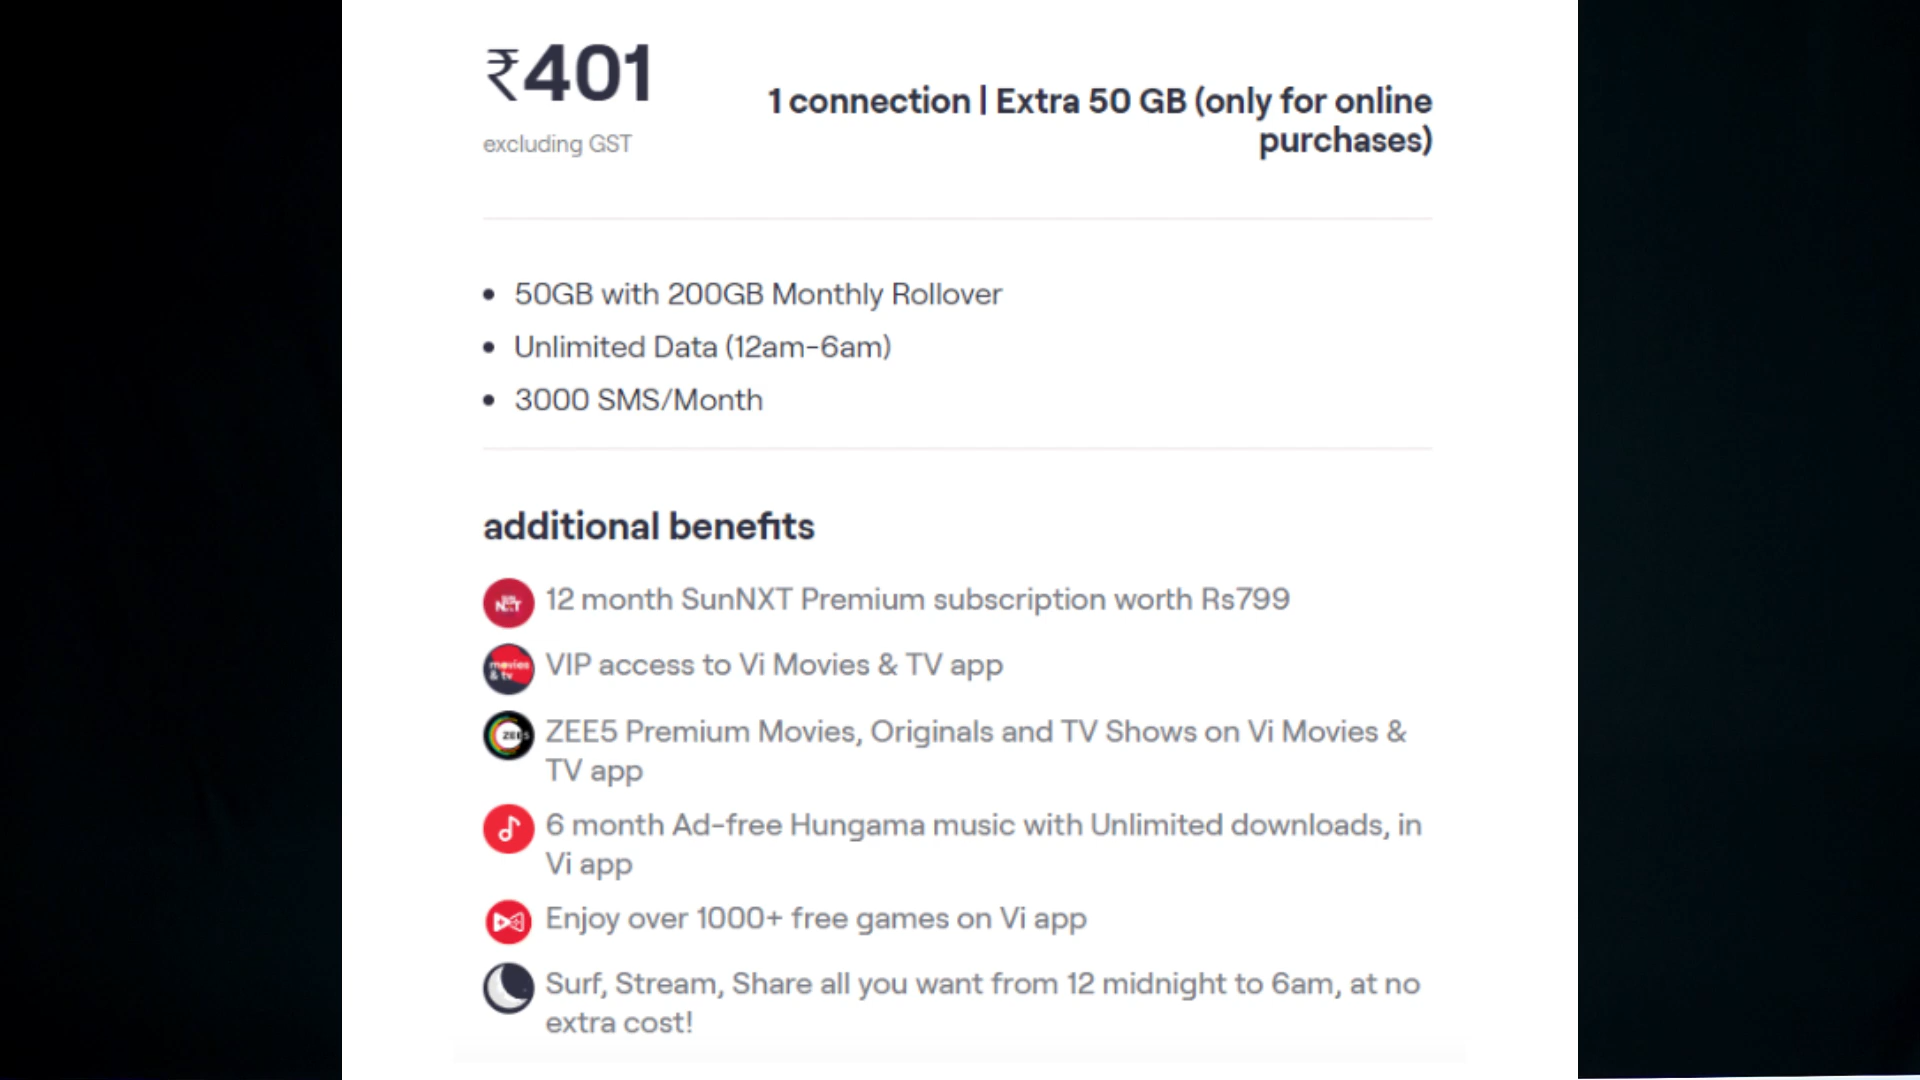 ₹401
1 connection | Extra 50 GB (only for online
purchases)
excluding GST
• 50GB with 200GB Monthly Rollover
• Unlimited Data (12am-6am)
• 3000 SMS/Month
additional benefits
NXT
12 month SunNXT Premium subscription worth Rs799
movies
& tv
VIP access to Vi Movies & TV app
ZEE5
ZEE5 Premium Movies, Originals and TV Shows on Vi Movies &
TV app
6 month Ad-free Hungama music with Unlimited downloads, in
Vi app
Enjoy over 1000+ free games on Vi app
Surf, Stream, Share all you want from 12 midnight to 6am, at no
extra cost!